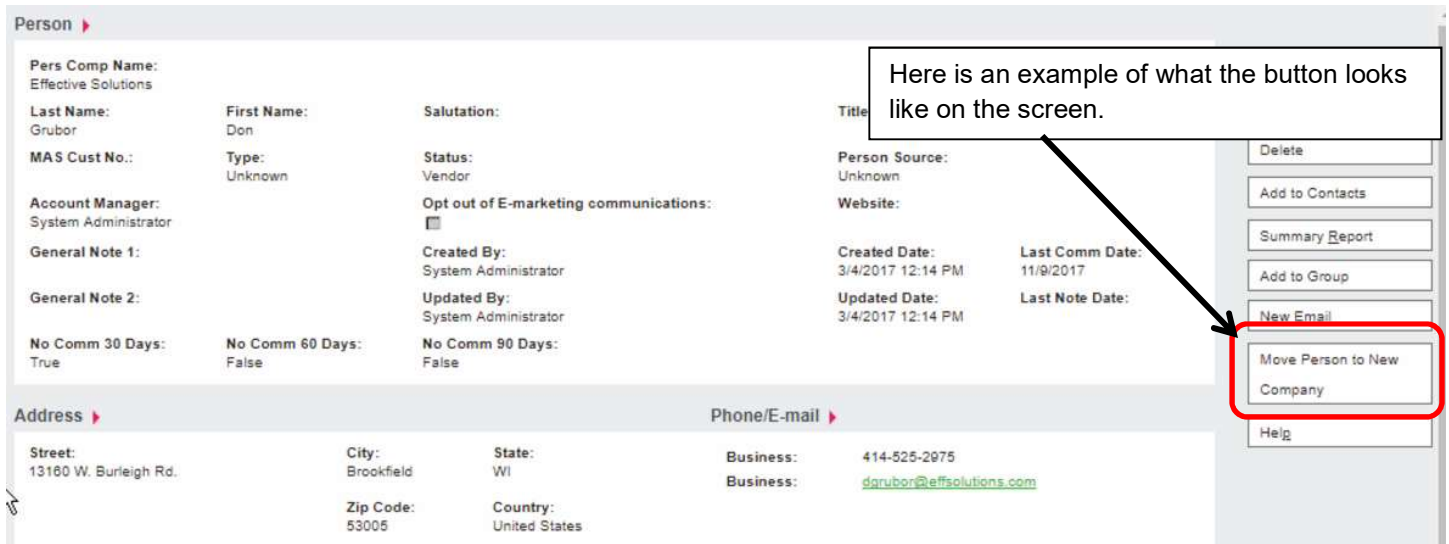 Person
Here is an example of what the button looks
like on the screen.
Pers Comp Name:
Effective Solutions
Last Name: First Name: Salutation: Title
Grubor Don
MAS Cust No.: Type: Status: Person Source:
Unknown Vendor Unknown
Account Manager: Opt out of E-marketing communications: Website:
System Administrator
General Note 1: Created By: Created Date: Last Comm Date:
System Administrator 3/4/2017 12:14 PM 11/9/2017
General Note 2: Updated By: Updated Date: Last Note Date:
System Administrator 3/4/2017 12:14 PM
No Comm 30 Days: No Comm 60 Days: No Comm 90 Days:
True False False
Delete
Add to Contacts
Summary Report
Add to Group
New Email
Move Person to New
Company
Help
Address
Street: City: State:
13160 W. Burleigh Rd. Brookfield WI
Zip Code: Country:
53005 United States
Phone/E-mail
Business: 414-525-2975
Business: dgrubor@effsolutions.com